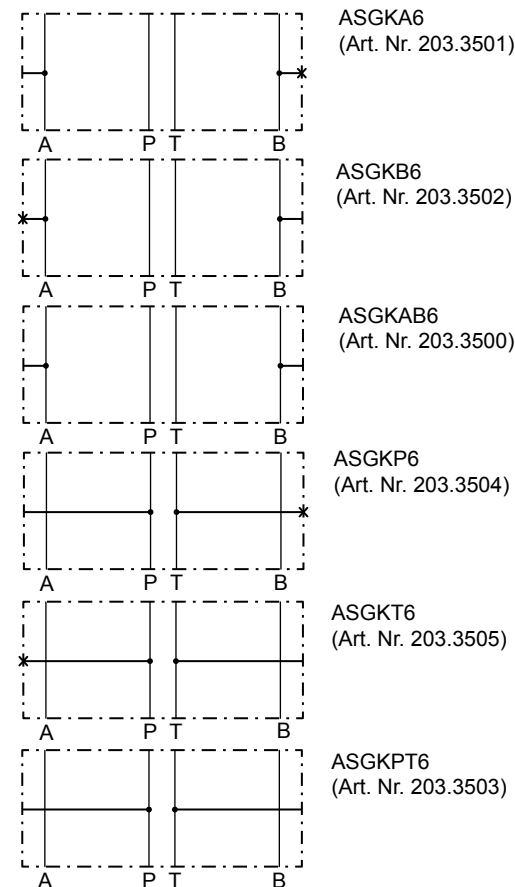 ASGKA6
(Art. Nr. 203.3501)
A P T B
ASGKB6
(Art. Nr. 203.3502)
A P T B
ASGKAB6
(Art. Nr. 203.3500)
A P T B
ASGKP6
(Art. Nr. 203.3504)
A P T B
ASGKT6
(Art. Nr. 203.3505)
A P T B
ASGKPT6
(Art. Nr. 203.3503)
A P T B